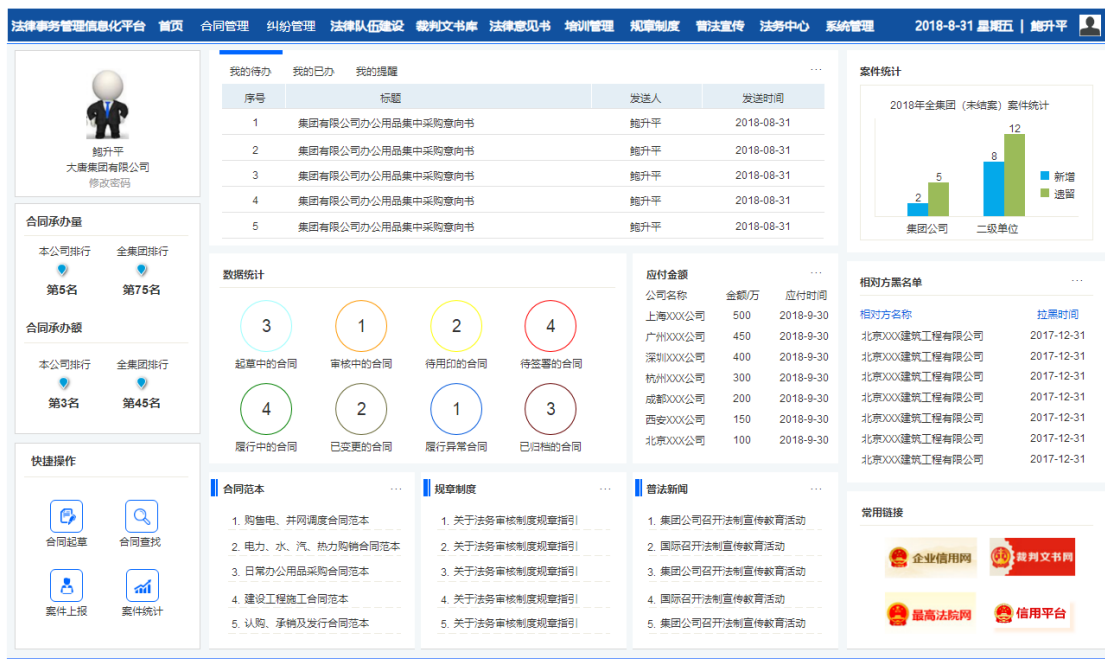 法律事务管理信息化平台 首页 合同管理 纠纷管理 法律队伍建设 裁判文书库 法律意见书 培训管理 规章制度 普法宣传 法务中心 系统管理 2018-8-31 星期五 | 鲍升平
鲍升平
大唐集团有限公司
修改密码
合同承办量
本公司排行 全集团排行
第5名 第75名
合同承办额
本公司排行 全集团排行
第3名 第45名
快捷操作
合同起草 合同查找
案件上报 案件统计
我的待办 我的已办 我的提醒 ...
序号 标题 发送人 发送时间
1 集团有限公司办公用品集中采购意向书 鲍升平 2018-08-31
2 集团有限公司办公用品集中采购意向书 鲍升平 2018-08-31
3 集团有限公司办公用品集中采购意向书 鲍升平 2018-08-31
4 集团有限公司办公用品集中采购意向书 鲍升平 2018-08-31
5 集团有限公司办公用品集中采购意向书 鲍升平 2018-08-31
数据统计
3 1 2 4
起草中的合同 审核中的合同 待用印的合同 待签署的合同
4 2 1 3
履行中的合同 已变更的合同 履行异常合同 已归档的合同
应付金额 ...
公司名称 金额/万 应付时间
上海XXX公司 500 2018-9-30
广州XXX公司 450 2018-9-30
深圳XXX公司 400 2018-9-30
杭州XXX公司 300 2018-9-30
成都XXX公司 200 2018-9-30
西安XXX公司 150 2018-9-30
北京XXX公司 100 2018-9-30
合同范本 ...
1. 购售电、并网调度合同范本
2. 电力、水、汽、热力购销合同范本
3. 日常办公用品采购合同范本
4. 建设工程施工合同范本
5. 认购、承销及发行合同范本
规章制度 ...
1. 关于法务审核制度规章指引
2. 关于法务审核制度规章指引
3. 关于法务审核制度规章指引
4. 关于法务审核制度规章指引
5. 关于法务审核制度规章指引
普法新闻 ...
1. 集团公司召开法制宣传教育活动
2. 国际召开法制宣传教育活动
3. 集团公司召开法制宣传教育活动
4. 国际召开法制宣传教育活动
5. 集团公司召开法制宣传教育活动
案件统计
2018年全集团（未结案）案件统计
12
8
5
2
新增
遗留
集团公司 二级单位
相对方黑名单 ...
相对方名称 拉黑时间
北京XXX建筑工程有限公司 2017-12-31
北京XXX建筑工程有限公司 2017-12-31
北京XXX建筑工程有限公司 2017-12-31
北京XXX建筑工程有限公司 2017-12-31
北京XXX建筑工程有限公司 2017-12-31
北京XXX建筑工程有限公司 2017-12-31
北京XXX建筑工程有限公司 2017-12-31
常用链接
企业信用网 裁判文书网
最高法院网 信用平台